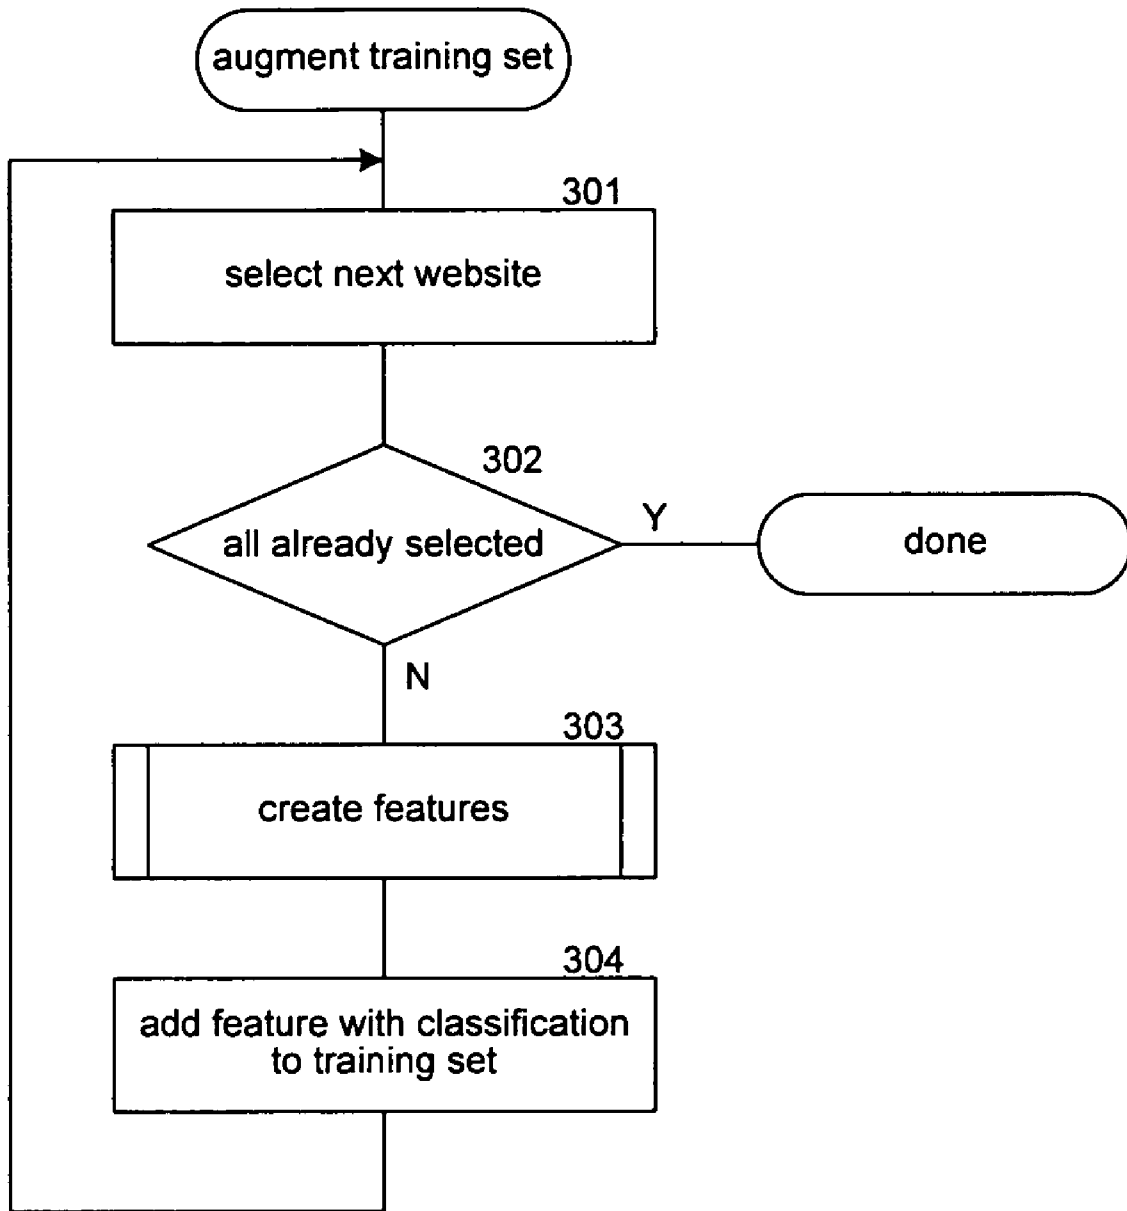 augment training set
301
select next website
302
all already selected
Y
done
N
303
create features
304
add feature with classification
to training set